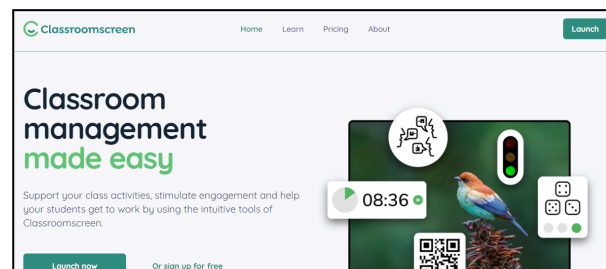 Classroomscreen
Home Learn Pricing About
Launch
Classroom
management
made easy
Support your class activities, stimulate engagement and help
your students get to work by using the intuitive tools of
Classroomscreen.
08:36
Launch now
Or sign up for free